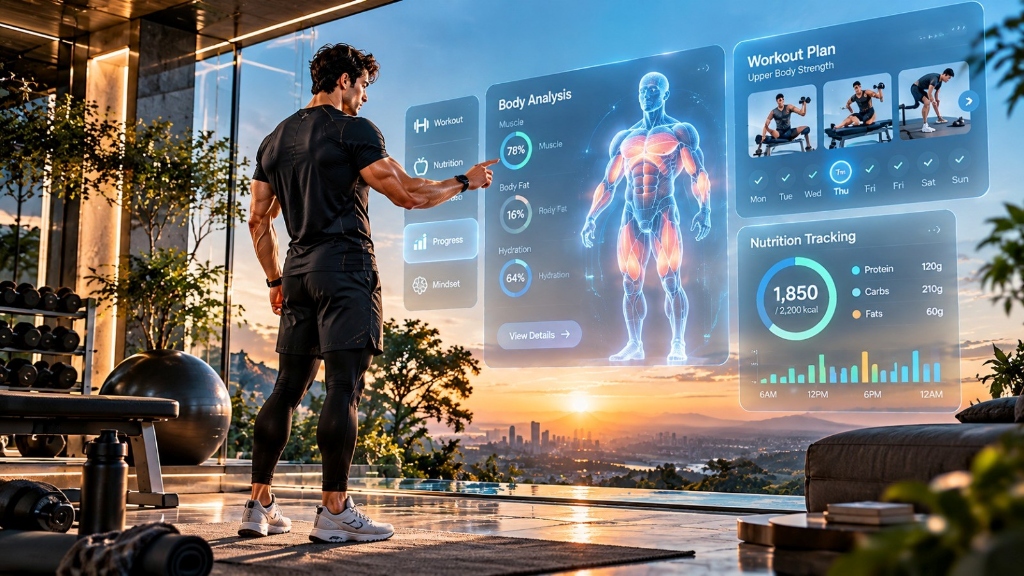 Workout
Nutrition
Progress
Mindset
Body Analysis
Muscle
78%
Muscle
Body Fat
16%
Body Fat
Hydration
64%
Hydration
View Details
Workout Plan
Upper Body Strength
Mon
Tue
Wed
Thu
Fri
Fri
Sat
Sun
Nutrition Tracking
1,850
/ 2,200 kcal
Protein 120g
Carbs 210g
Fats 60g
6AM 12PM 6PM 12AM